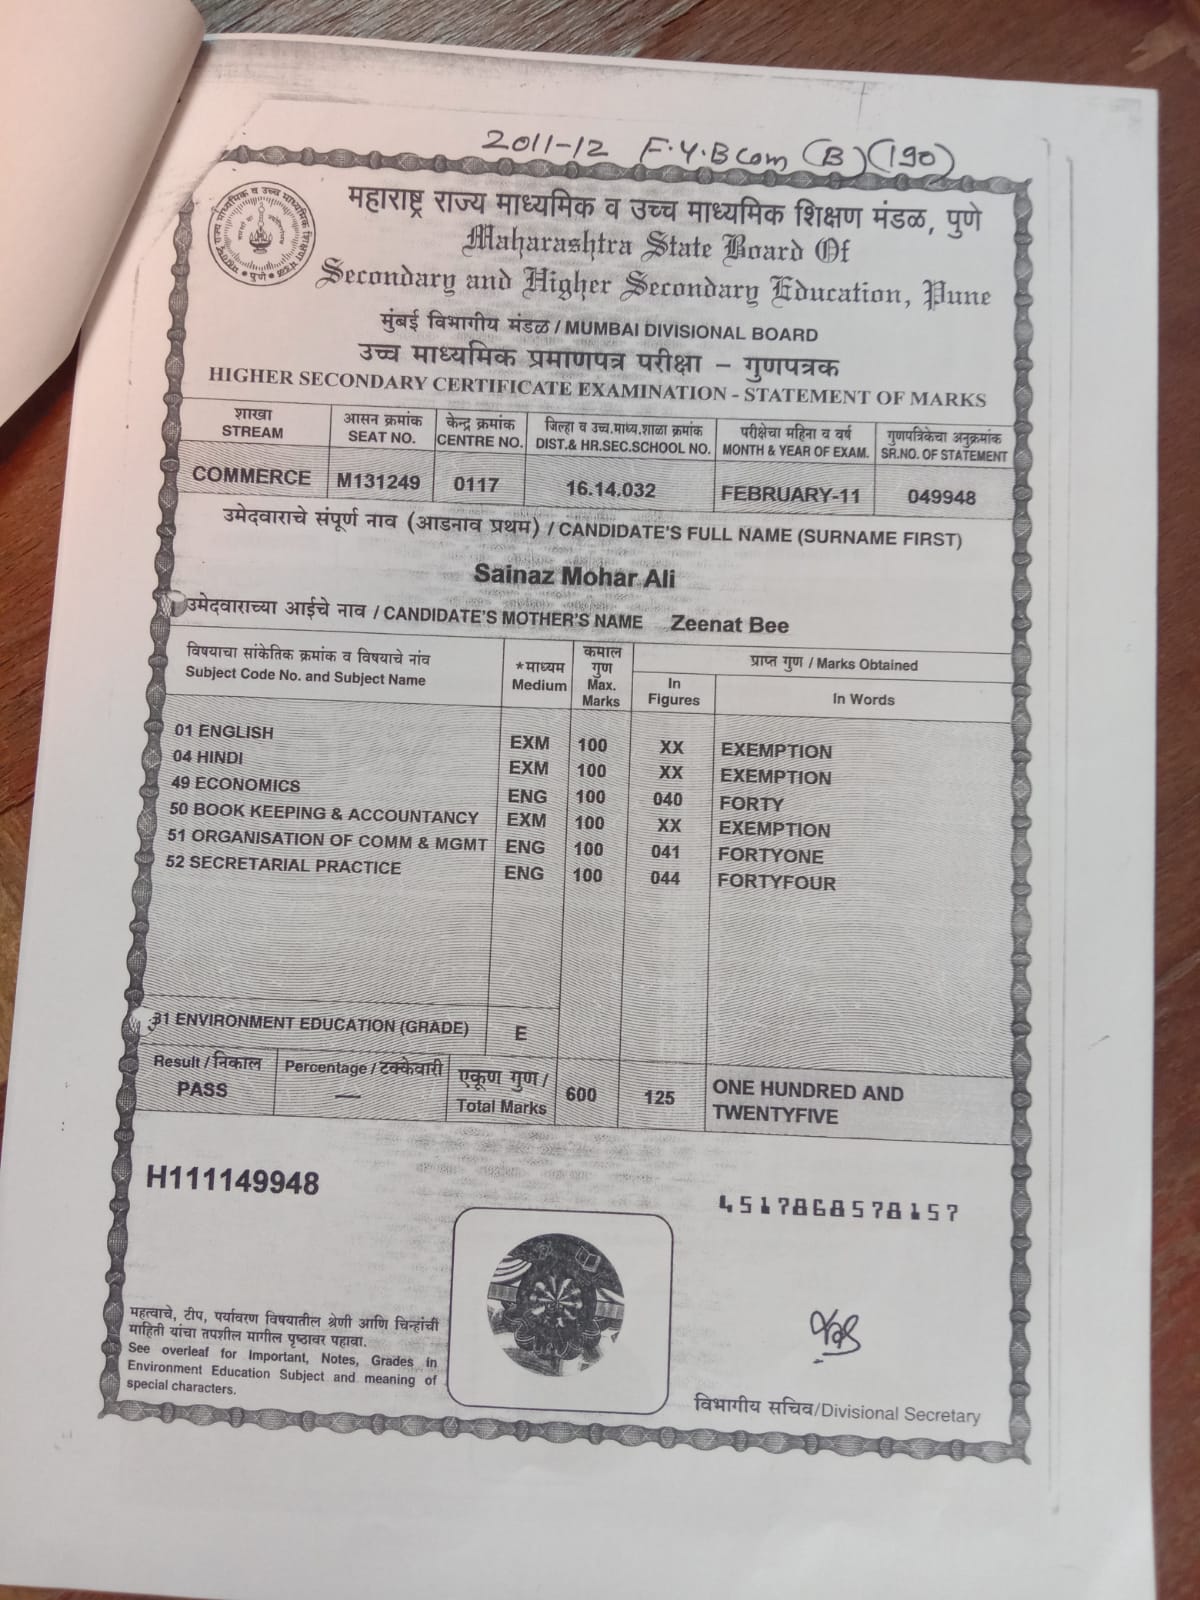 2011-12 F.Y.BCom (B) (190)
महाराष्ट्र राज्य माध्यमिक व उच्च माध्यमिक शिक्षण मंडळ, पुणे
Maharashtra State Board Of
Secondary and Higher Secondary Education, Pune
मुंबई विभागीय मंडळ / MUMBAI DIVISIONAL BOARD
उच्च माध्यमिक प्रमाणपत्र परीक्षा – गुणपत्रक
HIGHER SECONDARY CERTIFICATE EXAMINATION - STATEMENT OF MARKS
शाखा आसन क्रमांक केन्द्र क्रमांक जिल्हा व उच्च.माध्य.शाळा क्रमांक परीक्षेचा महिना व वर्ष गुणपत्रिकेचा अनुक्रमांक
STREAM SEAT NO. CENTRE NO. DIST.& HR.SEC.SCHOOL NO. MONTH & YEAR OF EXAM. SR.NO. OF STATEMENT
COMMERCE M131249 0117 16.14.032 FEBRUARY-11 049948
उमेदवाराचे संपूर्ण नाव (आडनाव प्रथम) / CANDIDATE'S FULL NAME (SURNAME FIRST)
Sainaz Mohar Ali
उमेदवाराच्या आईचे नाव / CANDIDATE'S MOTHER'S NAME Zeenat Bee
विषयाचा सांकेतिक क्रमांक व विषयाचे नांव
Subject Code No. and Subject Name
*माध्यम
Medium
कमाल
गुण
Max.
Marks
प्राप्त गुण / Marks Obtained
In
Figures
In Words
01 ENGLISH EXM 100 XX EXEMPTION
04 HINDI EXM 100 XX EXEMPTION
49 ECONOMICS ENG 100 040 FORTY
50 BOOK KEEPING & ACCOUNTANCY EXM 100 XX EXEMPTION
51 ORGANISATION OF COMM & MGMT ENG 100 041 FORTYONE
52 SECRETARIAL PRACTICE ENG 100 044 FORTYFOUR
31 ENVIRONMENT EDUCATION (GRADE) E
Result / निकाल
PASS
Percentage / टक्केवारी
—
एकूण गुण /
Total Marks
600 125 ONE HUNDRED AND
TWENTYFIVE
H111149948
4517868578157
महत्वाचे, टीप, पर्यावरण विषयातील श्रेणी आणि चिन्हांची
माहिती यांचा तपशील मागील पृष्ठावर पहावा.
See overleaf for Important, Notes, Grades in
Environment Education Subject and meaning of
special characters.
विभागीय सचिव/Divisional Secretary